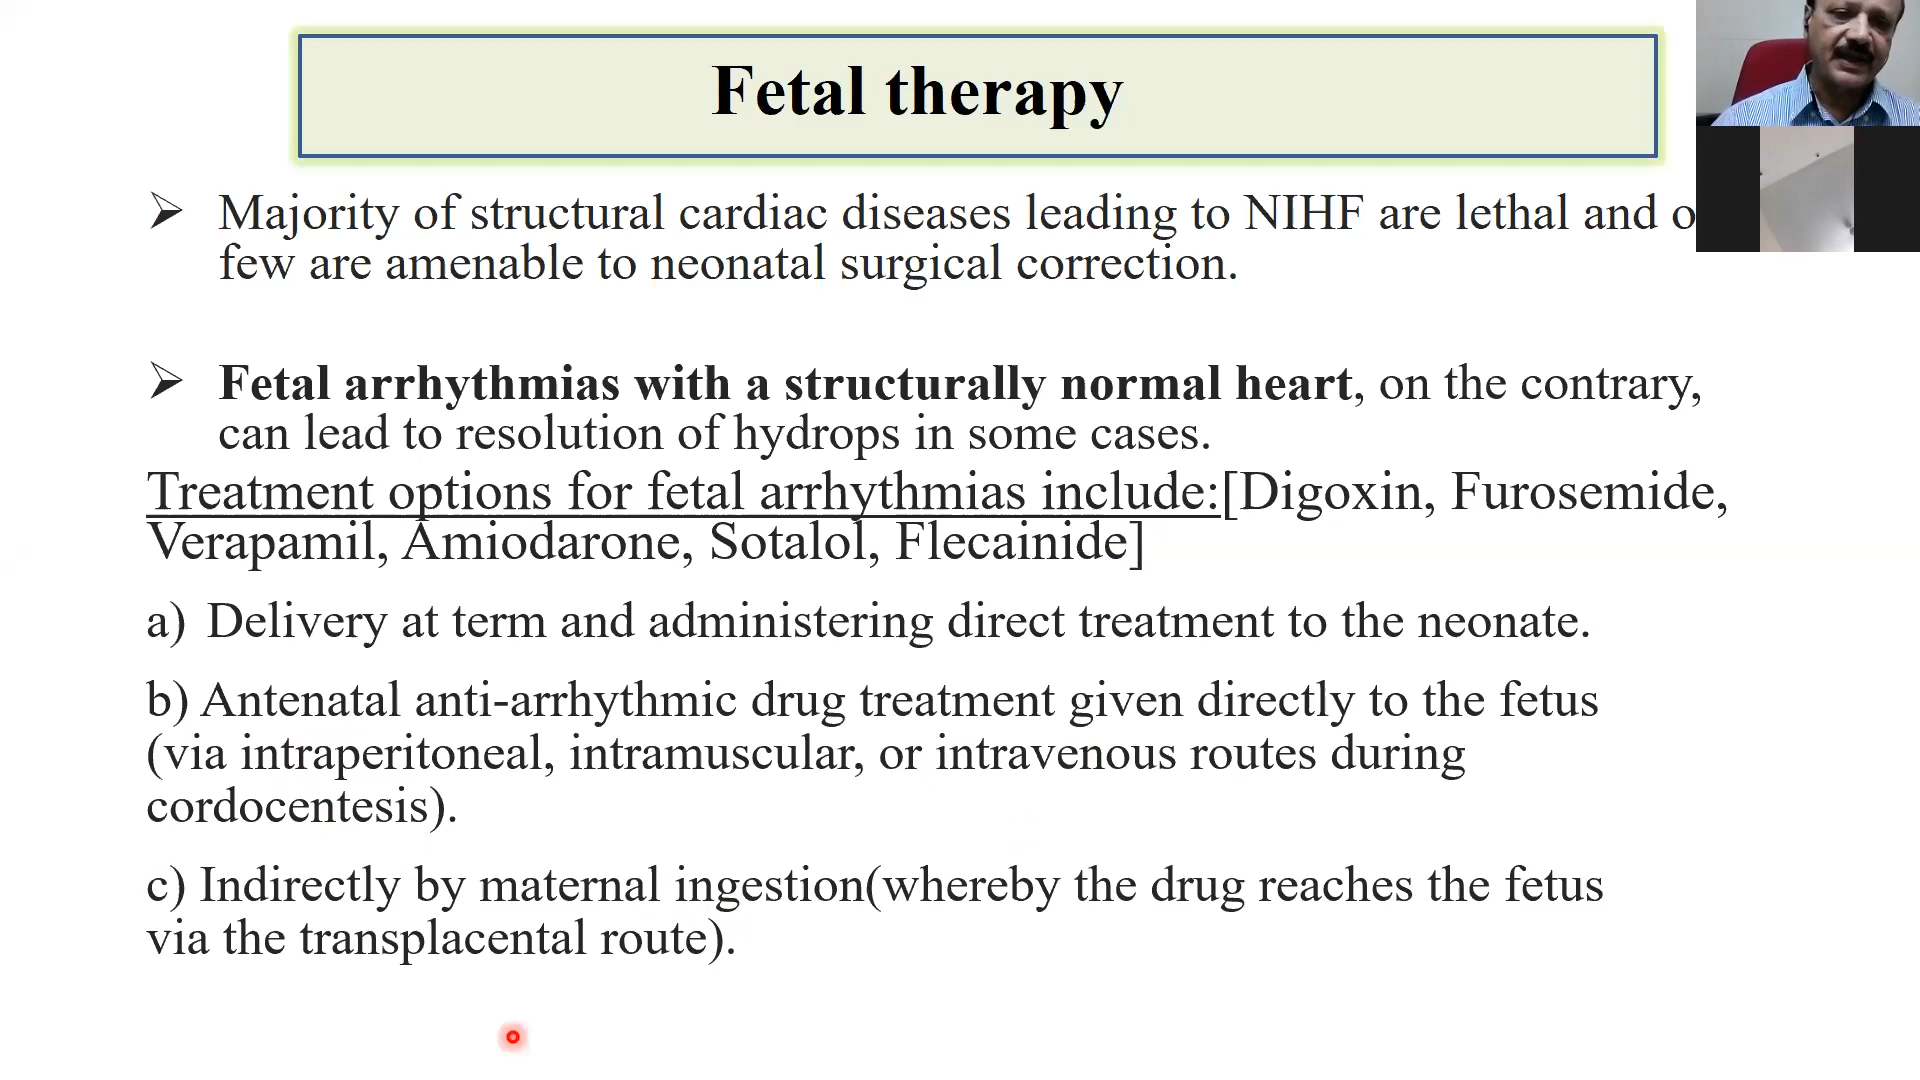 Fetal therapy
➢ Majority of structural cardiac diseases leading to NIHF are lethal and
few are amenable to neonatal surgical correction.
➢ Fetal arrhythmias with a structurally normal heart, on the contrary,
can lead to resolution of hydrops in some cases.
Treatment options for fetal arrhythmias include:[Digoxin, Furosemide,
Verapamil, Amiodarone, Sotalol, Flecainide]
a) Delivery at term and administering direct treatment to the neonate.
b) Antenatal anti-arrhythmic drug treatment given directly to the fetus
(via intraperitoneal, intramuscular, or intravenous routes during
cordocentesis).
c) Indirectly by maternal ingestion(whereby the drug reaches the fetus
via the transplacental route).